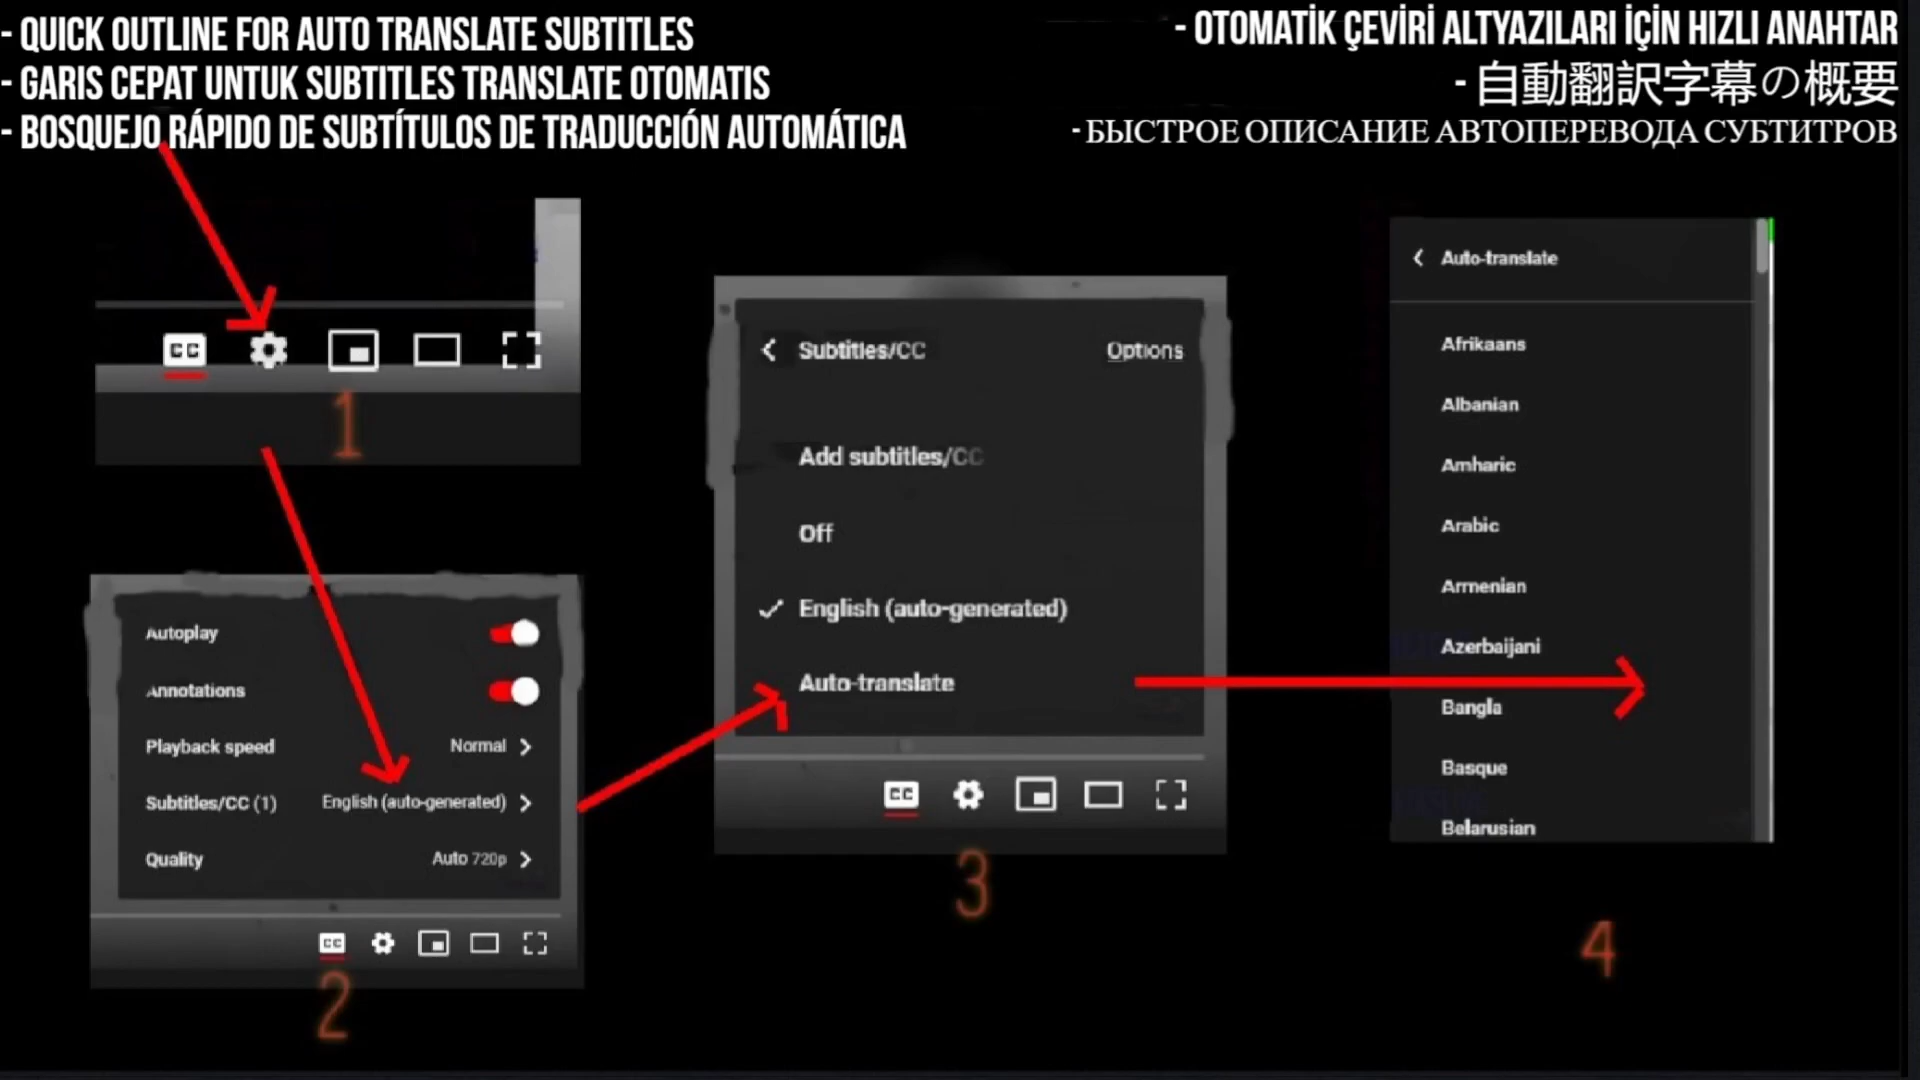 - QUICK OUTLINE FOR AUTO TRANSLATE SUBTITLES
- GARIS CEPAT UNTUK SUBTITLES TRANSLATE OTOMATIS
- BOSQUEJO RÁPIDO DE SUBTÍTULOS DE TRADUCCIÓN AUTOMÁTICA
- OTOMATİK ÇEVİRİ ALTYAZILARI İÇİN HIZLI ANAHTAR
- 自動翻訳字幕の概要
- БЫСТРОЕ ОПИСАНИЕ АВТОПЕРЕВОДА СУБТИТРОВ
CC
1
Autoplay
Annotations
Playback speed Normal
Subtitles/CC (1) English (auto-generated)
Quality Auto 720p
CC
2
Subtitles/CC Options
Add subtitles/CC
Off
English (auto-generated)
Auto-translate
CC
3
Auto-translate
Afrikaans
Albanian
Amharic
Arabic
Armenian
Azerbaijani
Bangla
Basque
Belarusian
4